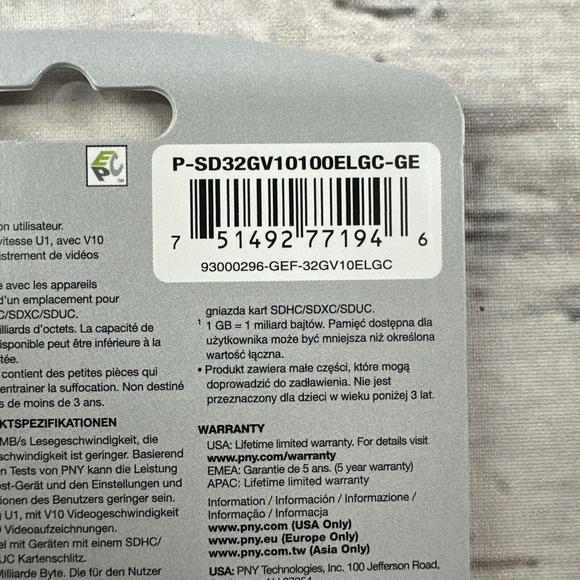 EPC™
P-SD32GV10100ELGC-GE
7 51492 77194 6
93000296-GEF-32GV10ELGC
on utilisateur.
vitesse U1, avec V10
istrement de vidéos
e avec les appareils
d'un emplacement pour
C/SDXC/SDUC.
illiards d'octets. La capacité de
isponible peut être inférieure à la
tée.
contient des petites pièces qui
entrainer la suffocation. Non destiné
s de moins de 3 ans.
KTSPEZIFIKATIONEN
MB/s Lesegeschwindigkeit, die
geschwindigkeit ist geringer. Basierend
n Tests von PNY kann die Leistung
est-Gerät und den Einstellungen und
ionen des Benutzers geringer sein.
g U1, mit V10 Videogeschwindigkeit
Videoaufzeichnungen.
el mit Geräten mit einem SDHC/
UC Kartenschlitz.
Milliarde Byte. Die für den Nutzer
gniazda kart SDHC/SDXC/SDUC.
¹ 1 GB = 1 miliard bajtów. Pamięć dostępna dla
użytkownika może być mniejsza niż określona
wartość łączna.
• Produkt zawiera małe części, które mogą
doprowadzić do zadławienia. Nie jest
przeznaczony dla dzieci w wieku poniżej 3 lat.
WARRANTY
USA: Lifetime limited warranty. For details visit
www.pny.com/warranty
EMEA: Garantie de 5 ans. (5 year warranty)
APAC: Lifetime limited warranty
Information / Información / Informazione /
Informação / Informacja
www.pny.com (USA Only)
www.pny.eu (Europe Only)
www.pny.com.tw (Asia Only)
USA: PNY Technologies, Inc. 100 Jefferson Road,